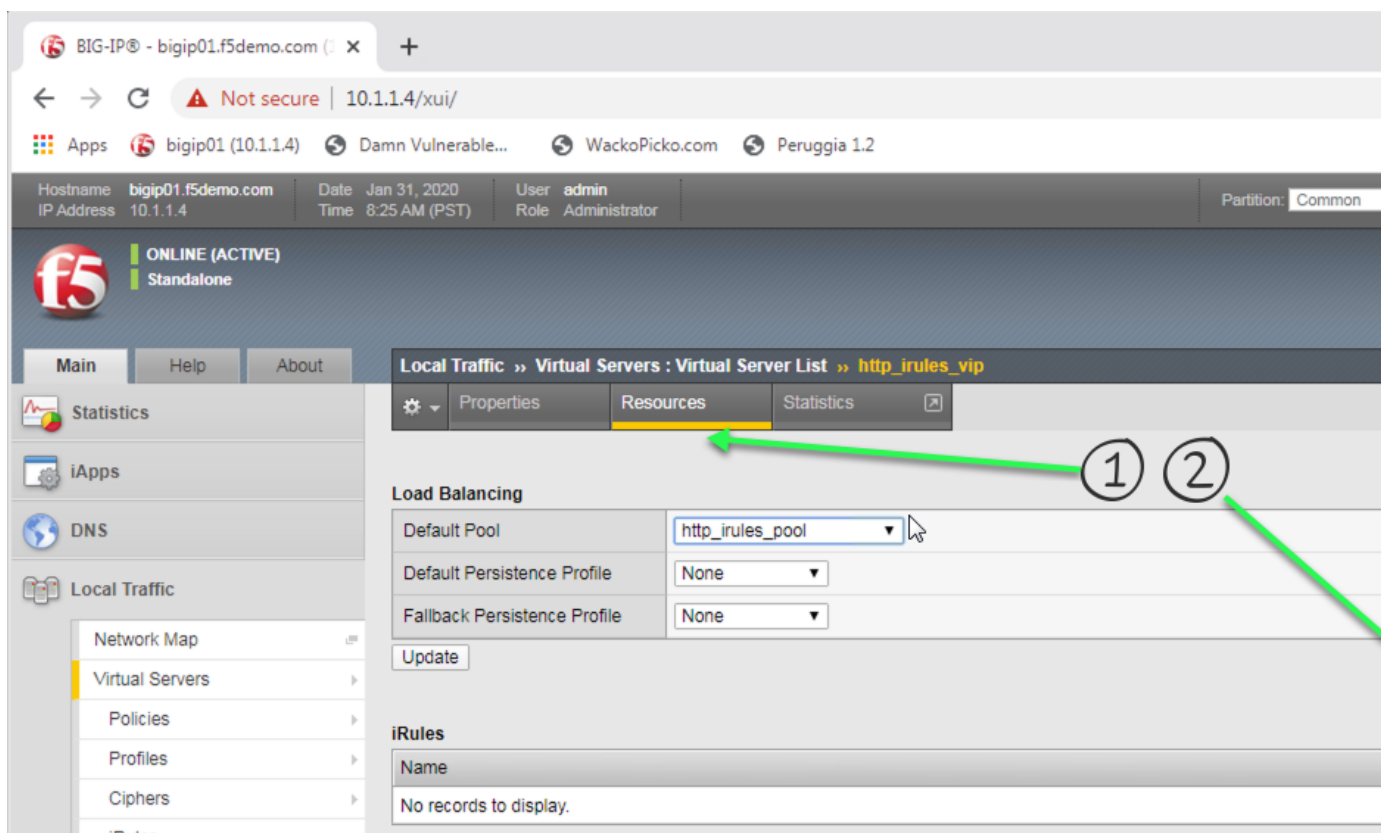 BIG-IP® - bigip01.f5demo.com (
Not secure | 10.1.1.4/xui/
Apps bigip01 (10.1.1.4) Damn Vulnerable... WackoPicko.com Peruggia 1.2
Hostname bigip01.f5demo.com Date Jan 31, 2020 User admin
IP Address 10.1.1.4 Time 8:25 AM (PST) Role Administrator
Partition: Common
f5
ONLINE (ACTIVE)
Standalone
Main Help About
Local Traffic ›› Virtual Servers : Virtual Server List ›› http_irules_vip
Properties Resources Statistics
Statistics
iApps
DNS
Local Traffic
Network Map
Virtual Servers
Policies
Profiles
Ciphers
1 2
Load Balancing
Default Pool http_irules_pool
Default Persistence Profile None
Fallback Persistence Profile None
Update
iRules
Name
No records to display.